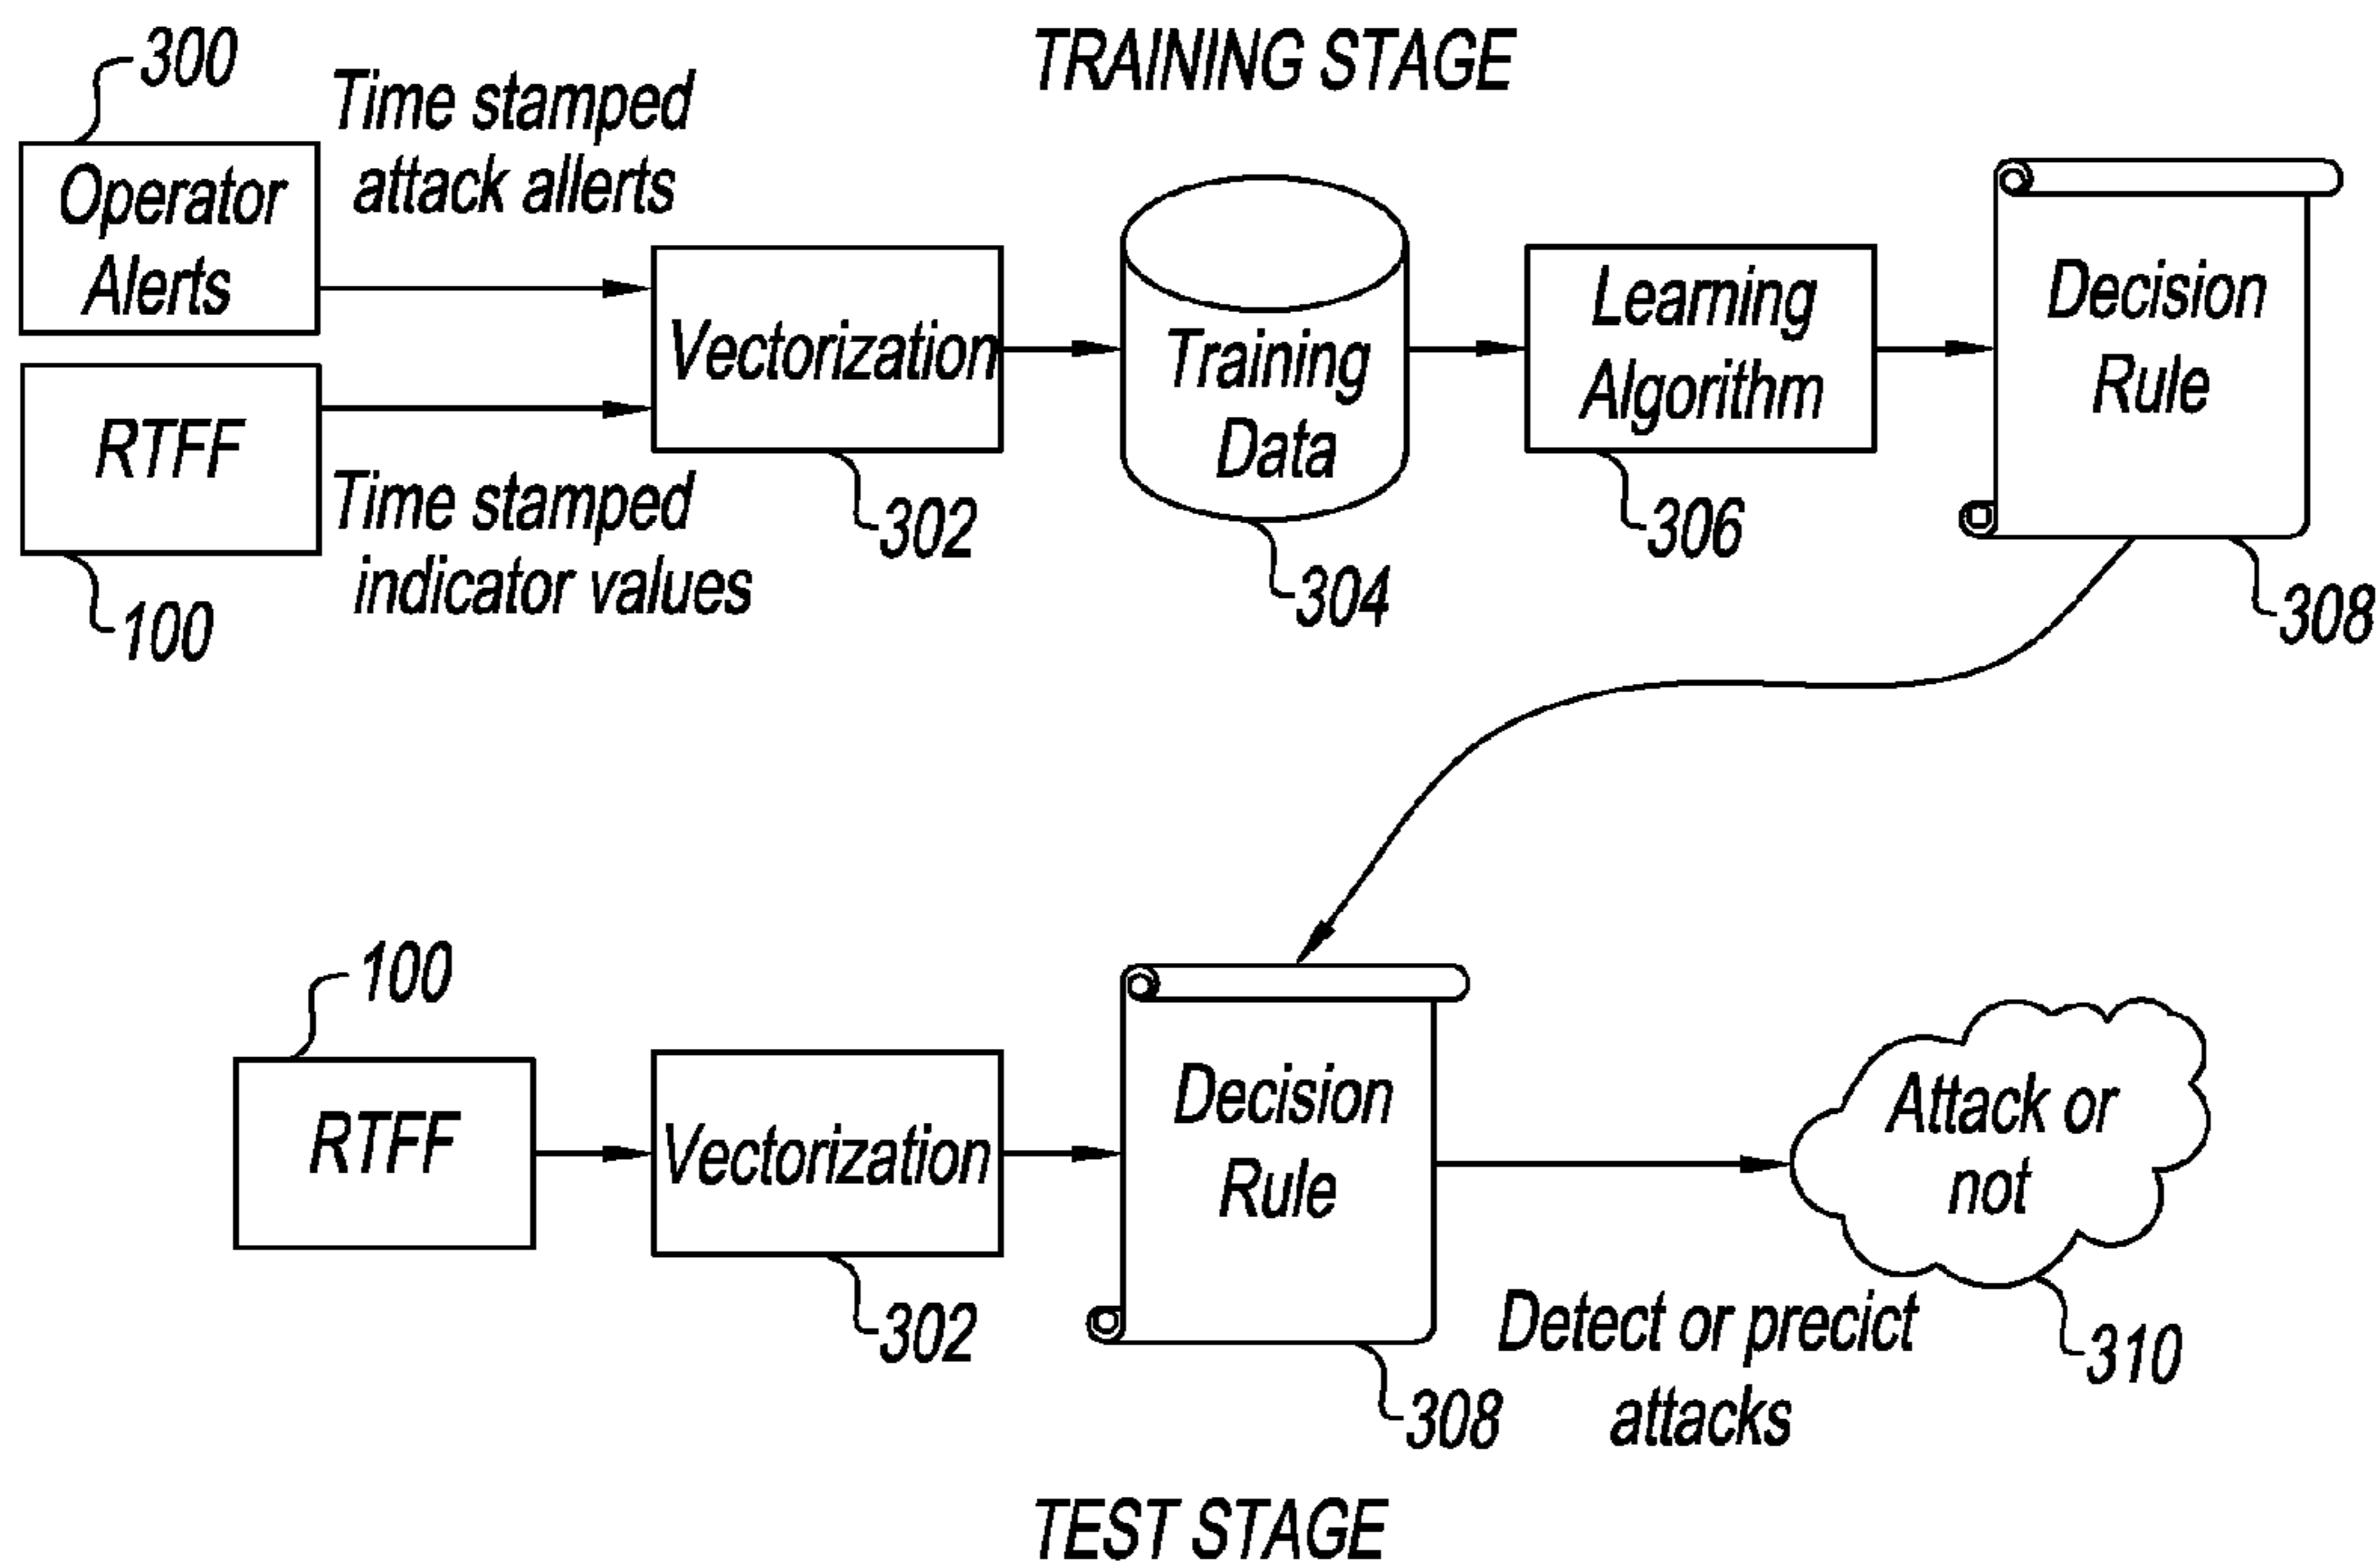 TRAINING STAGE
300
Time stamped
attack allerts
Operator
Alerts
RTFF
100
Time stamped
indicator values
Vectorization
302
Training
Data
304
Learning
Algorithm
306
Decision
Rule
308
100
RTFF
Vectorization
302
Decision
Rule
308
Detect or precict
attacks
Attack or
not
310
TEST STAGE